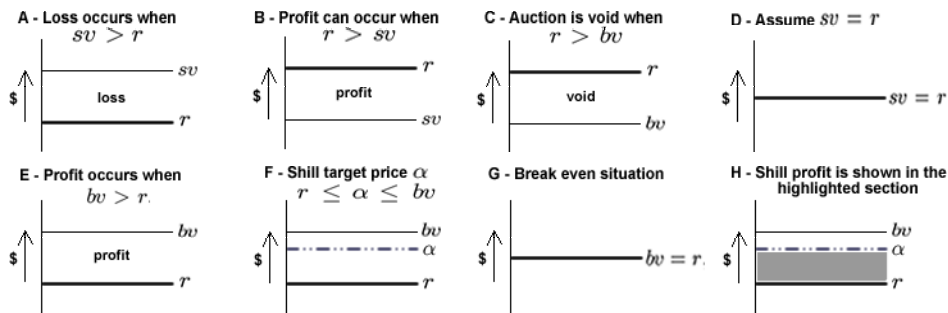 A - Loss occurs when
sv > r
$
sv
loss
r
B - Profit can occur when
r > sv
$
r
profit
sv
C - Auction is void when
r > bv
$
r
void
bv
D - Assume sv = r
$
sv = r
E - Profit occurs when
bv > r.
$
bv
profit
r
F - Shill target price α
r ≤ α ≤ bv
$
bv
α
r
G - Break even situation
$
bv = r.
H - Shill profit is shown in the
highlighted section
$
bv
α
r